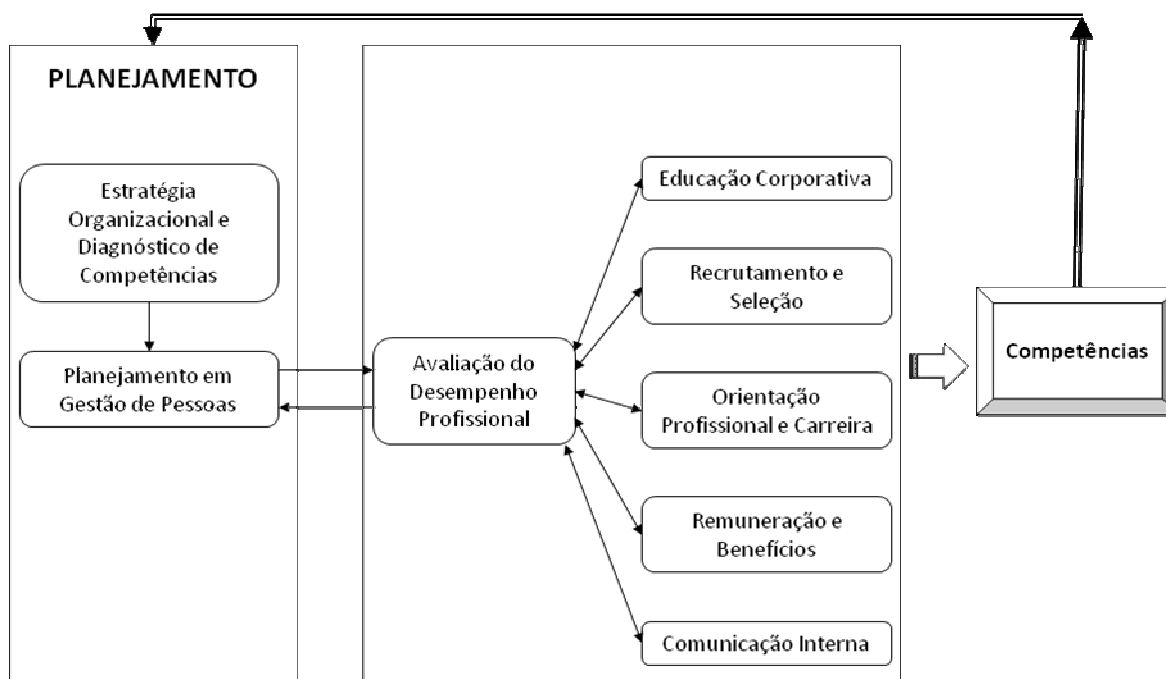 PLANEJAMENTO
Estratégia
Organizacional e
Diagnóstico de
Competências
Planejamento em
Gestão de Pessoas
Avaliação do
Desempenho
Profissional
Educação Corporativa
Recrutamento e
Seleção
Orientação
Profissional e Carreira
Remuneração e
Benefícios
Comunicação Interna
Competências